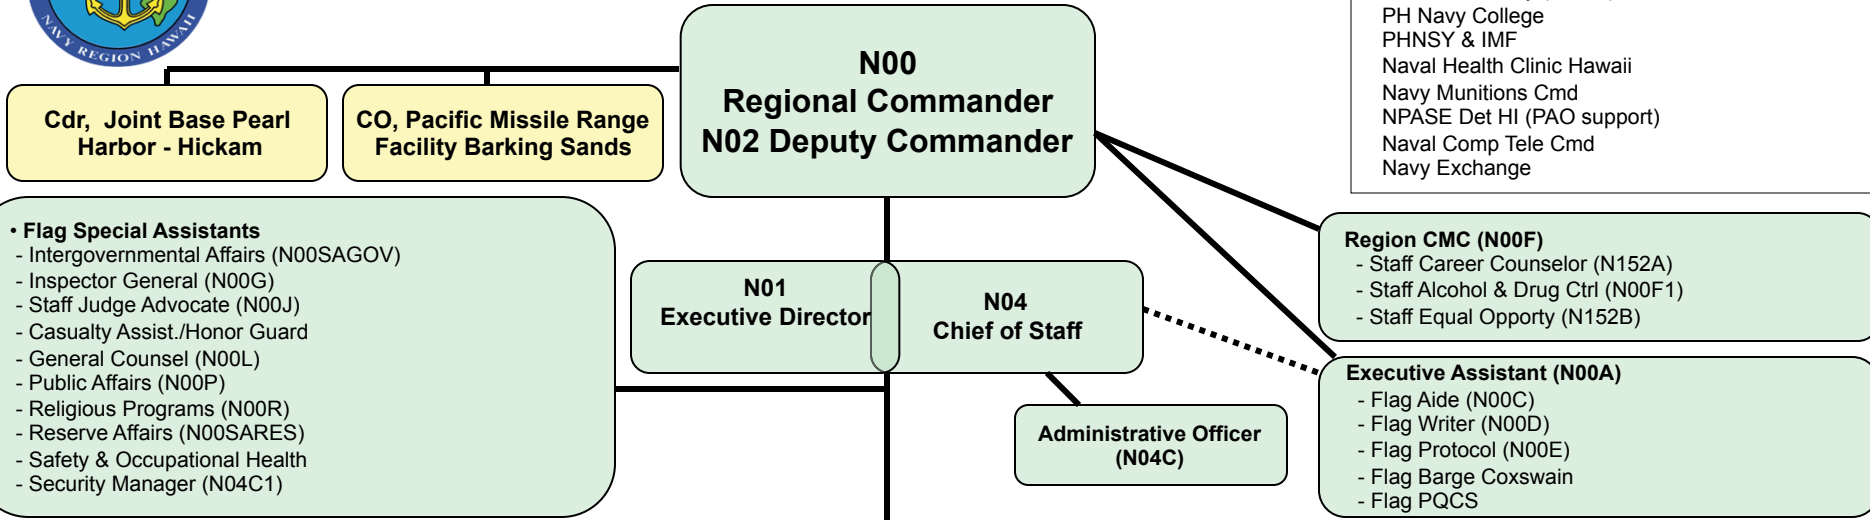 NAVY REGION HAWAII
PH Navy College
PHNSY & IMF
Naval Health Clinic Hawaii
Navy Munitions Cmd
NPASE Det HI (PAO support)
Naval Comp Tele Cmd
Navy Exchange
N00
Regional Commander
N02 Deputy Commander
Cdr, Joint Base Pearl
Harbor - Hickam
CO, Pacific Missile Range
Facility Barking Sands
• Flag Special Assistants
- Intergovernmental Affairs (N00SAGOV)
- Inspector General (N00G)
- Staff Judge Advocate (N00J)
- Casualty Assist./Honor Guard
- General Counsel (N00L)
- Public Affairs (N00P)
- Religious Programs (N00R)
- Reserve Affairs (N00SARES)
- Safety & Occupational Health
- Security Manager (N04C1)
N01
Executive Director
N04
Chief of Staff
Administrative Officer
(N04C)
Region CMC (N00F)
- Staff Career Counselor (N152A)
- Staff Alcohol & Drug Ctrl (N00F1)
- Staff Equal Opporty (N152B)
Executive Assistant (N00A)
- Flag Aide (N00C)
- Flag Writer (N00D)
- Flag Protocol (N00E)
- Flag Barge Coxswain
- Flag PQCS